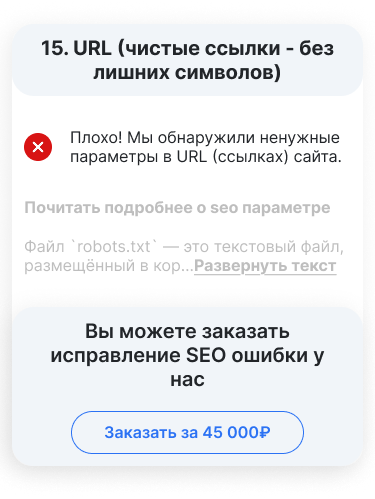 15. URL (чистые ссылки - без
лишних символов)
Плохо! Мы обнаружили ненужные
параметры в URL (ссылках) сайта.
Почитать подробнее о seo параметре
Файл `robots.txt` — это текстовый файл,
размещённый в кор...Развернуть текст
Вы можете заказать
исправление SEO ошибки у
нас
Заказать за 45 000₽